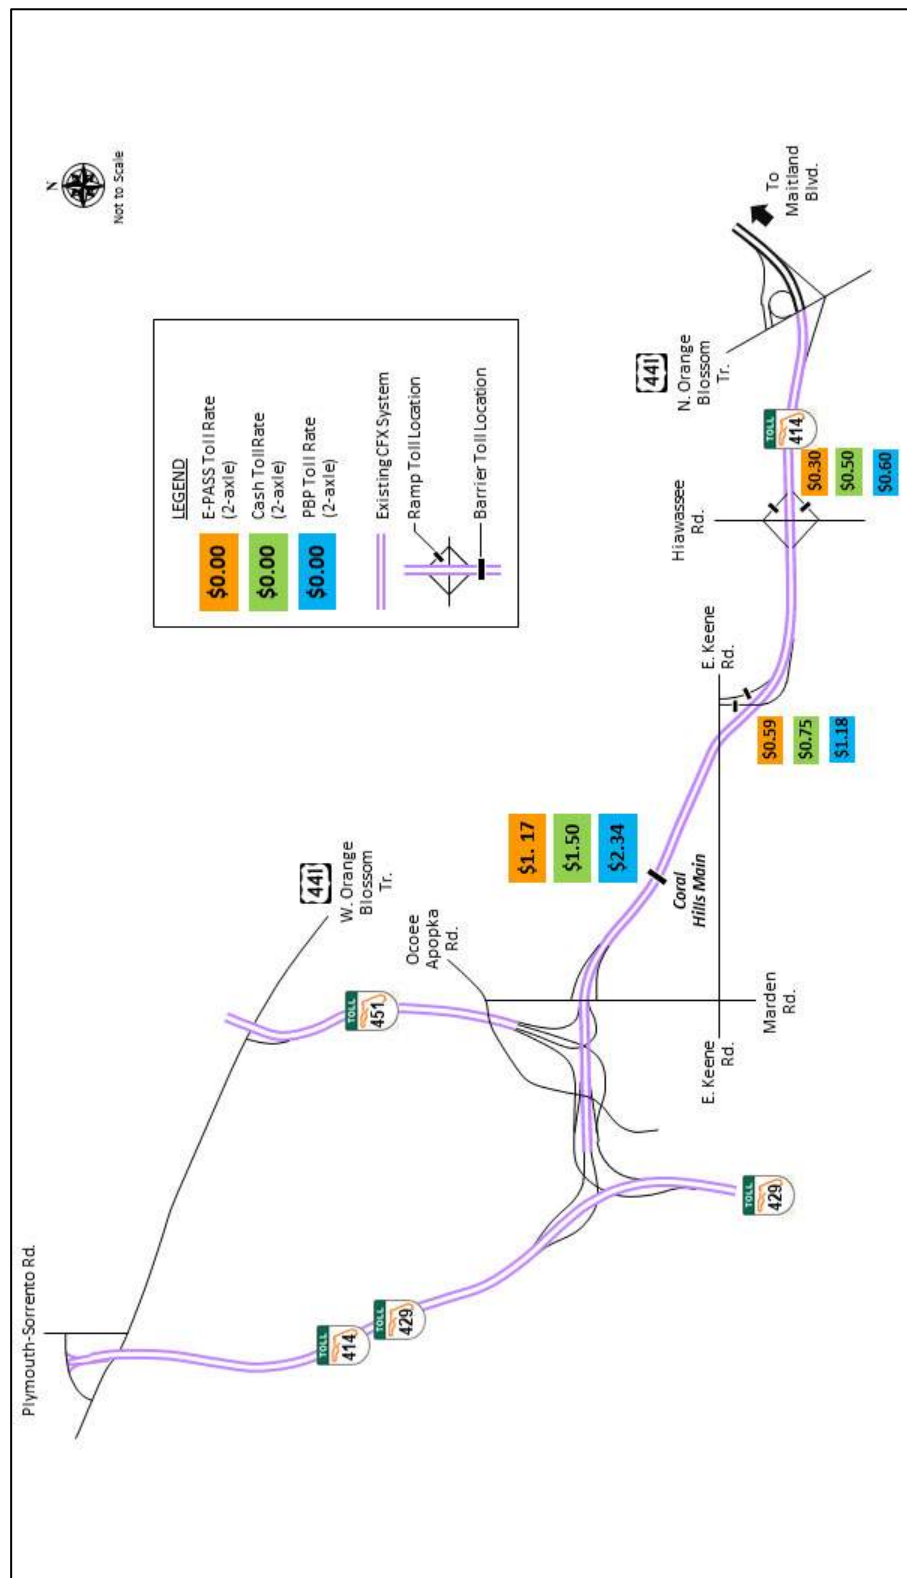 Plymouth-Sorrento Rd.
441
W. Orange
Blossom
Tr.
N
Not to Scale
LEGEND
$0.00
E-PASS Toll Rate
(2-axle)
$0.00
Cash TollRate
(2-axle)
$0.00
PBP Toll Rate
(2-axle)
Existing CFX System
Ramp Toll Location
Barrier Toll Location
TOLL
414
TOLL
429
TOLL
451
Ocoee
Apopka
Rd.
$1. 17
$1.50
$2.34
Coral
Hills Main
TOLL
429
E. Keene
Rd.
Marden
Rd.
E. Keene
Rd.
$0.59
$0.75
$1.18
Hiawassee
Rd.
TOLL
414
$0.30
$0.50
$0.60
441
N. Orange
Blossom
Tr.
To
Maitland
Blvd.